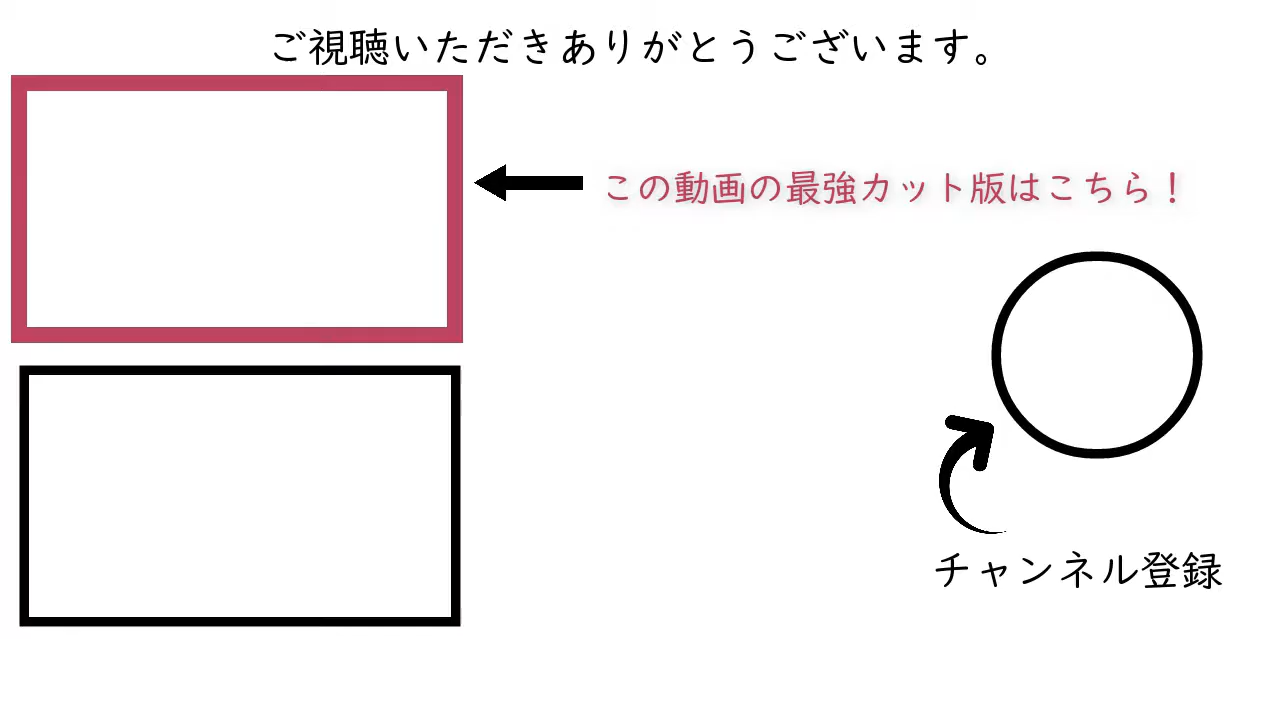 ご視聴いただきありがとうございます。
この動画の最強カット版はこちら！
チャンネル登録